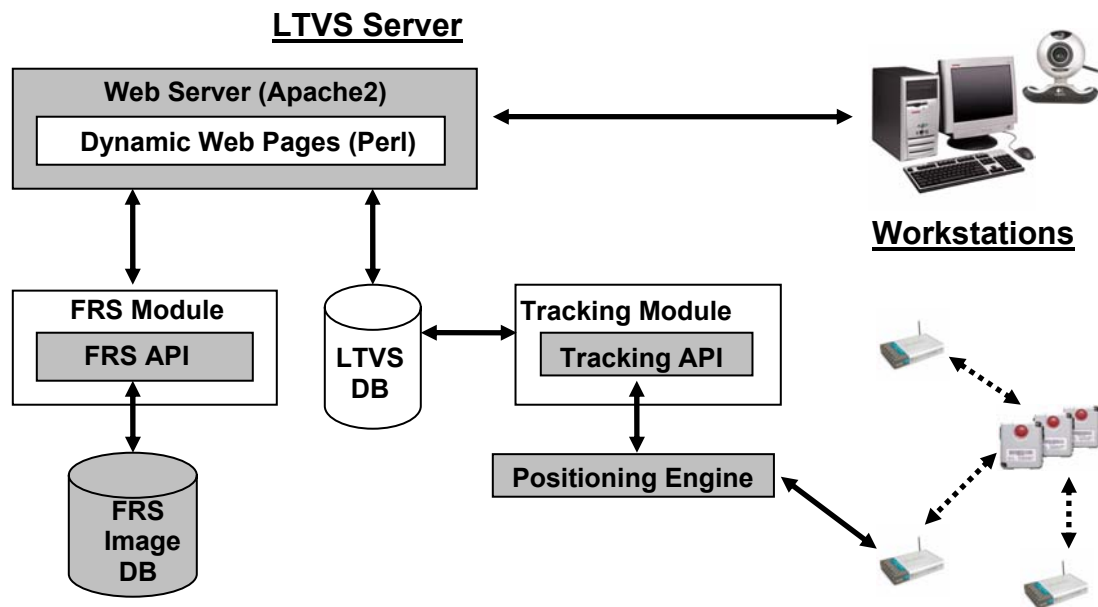 LTVS Server
Web Server (Apache2)
Dynamic Web Pages (Perl)
Workstations
FRS Module
FRS API
LTVS
DB
Tracking Module
Tracking API
Positioning Engine
FRS
Image
DB